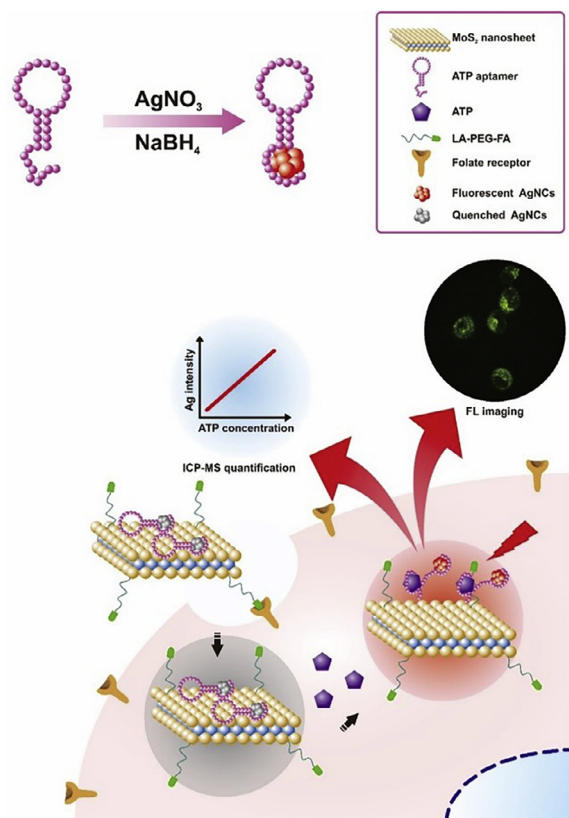 AgNO₃
NaBH₄
MoS₂ nanosheet
ATP aptamer
ATP
LA-PEG-FA
Folate receptor
Fluorescent AgNCs
Quenched AgNCs
Ag intensity
ATP concentration
ICP-MS quantification
FL imaging